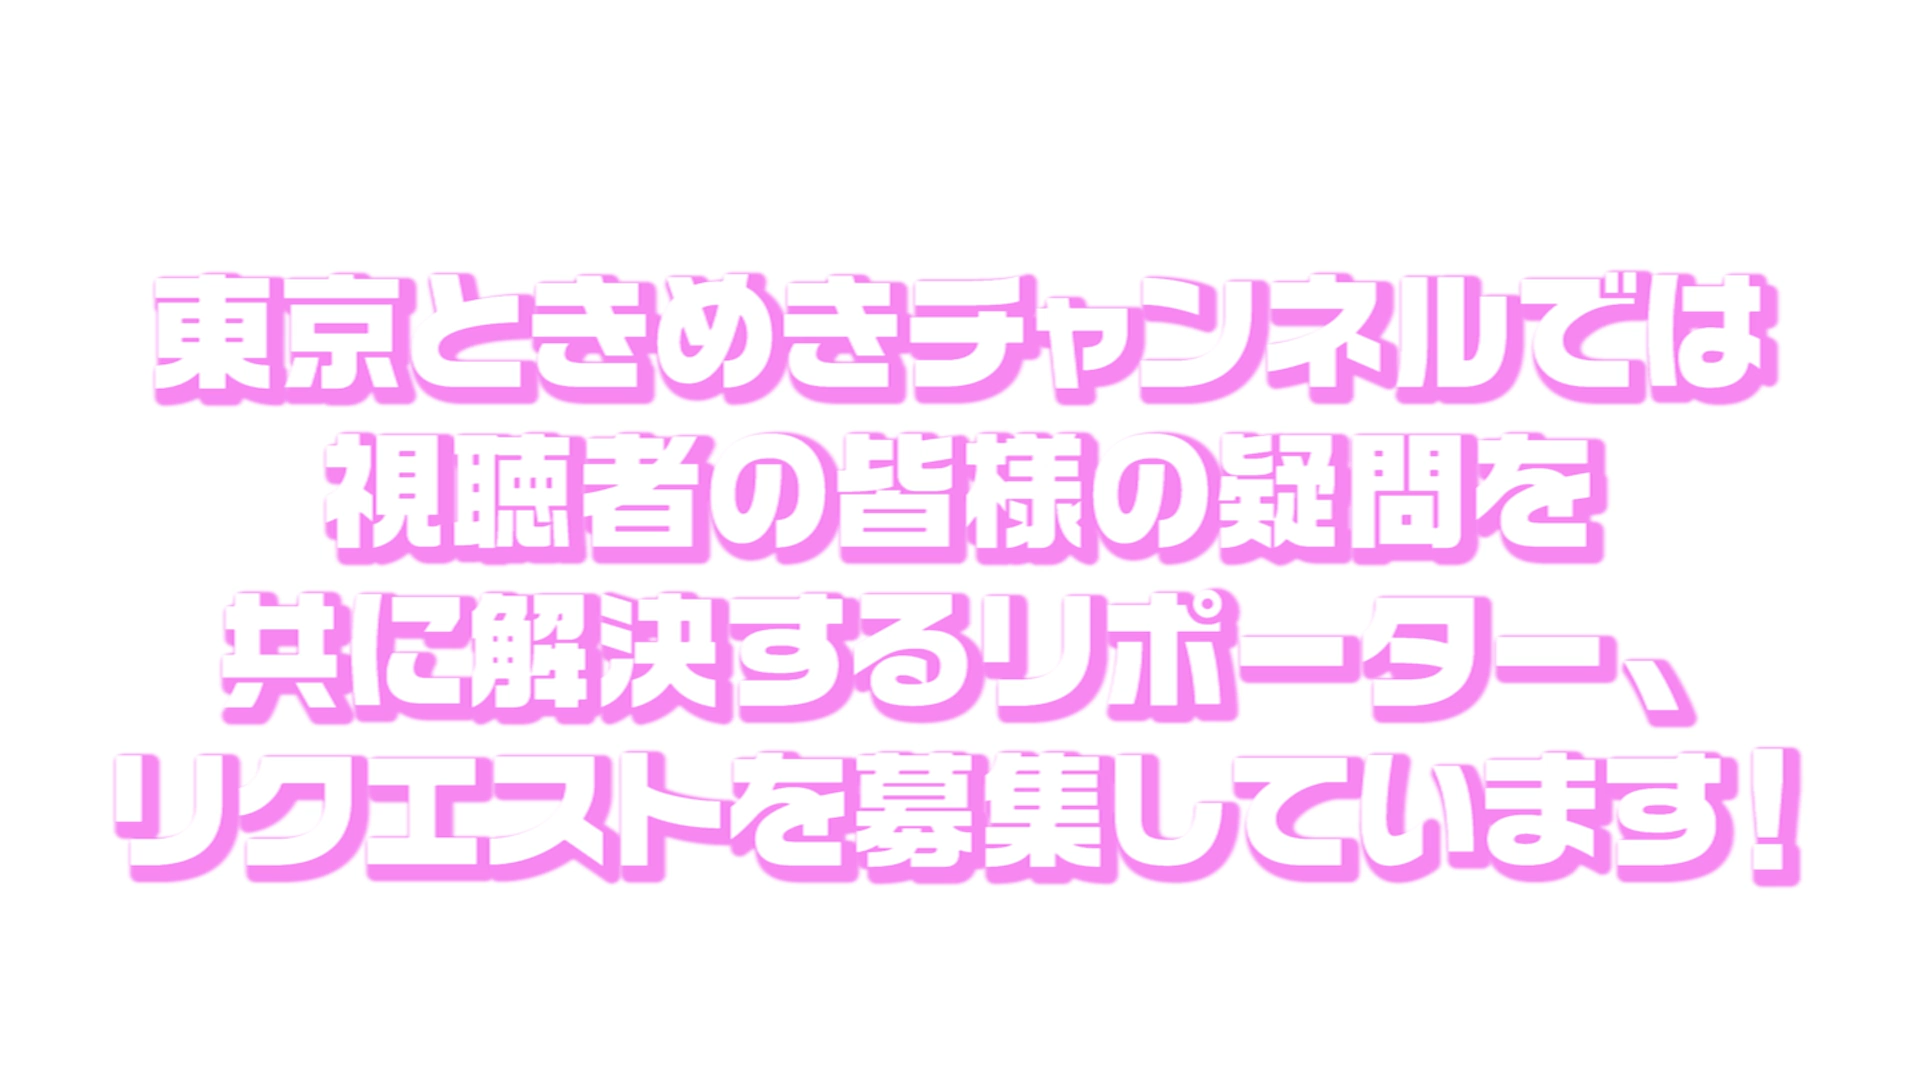 東京ときめきチャンネルでは
視聴者の皆様の疑問を
共に解決するリポーター、
リクエストを募集しています!